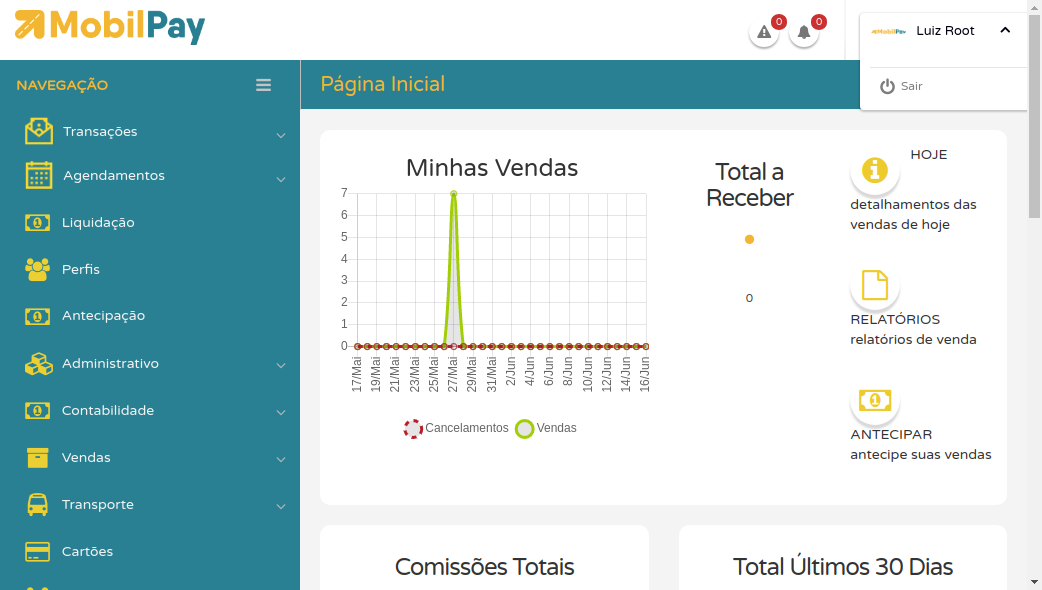 MobilPay
0
0
MobilPay
Luiz Root
Sair
NAVEGAÇÃO
Transações
Agendamentos
Liquidação
Perfis
Antecipação
Administrativo
Contabilidade
Vendas
Transporte
Cartões
Página Inicial
Minhas Vendas
7
6
5
4
3
2
1
0
17/Mai
19/Mai
21/Mai
23/Mai
25/Mai
27/Mai
29/Mai
31/Mai
2/Jun
4/Jun
6/Jun
8/Jun
10/Jun
12/Jun
14/Jun
16/Jun
Cancelamentos
Vendas
Total a
Receber
0
HOJE
detalhamentos das
vendas de hoje
RELATÓRIOS
relatórios de venda
ANTECIPAR
antecipe suas vendas
Comissões Totais
Total Últimos 30 Dias